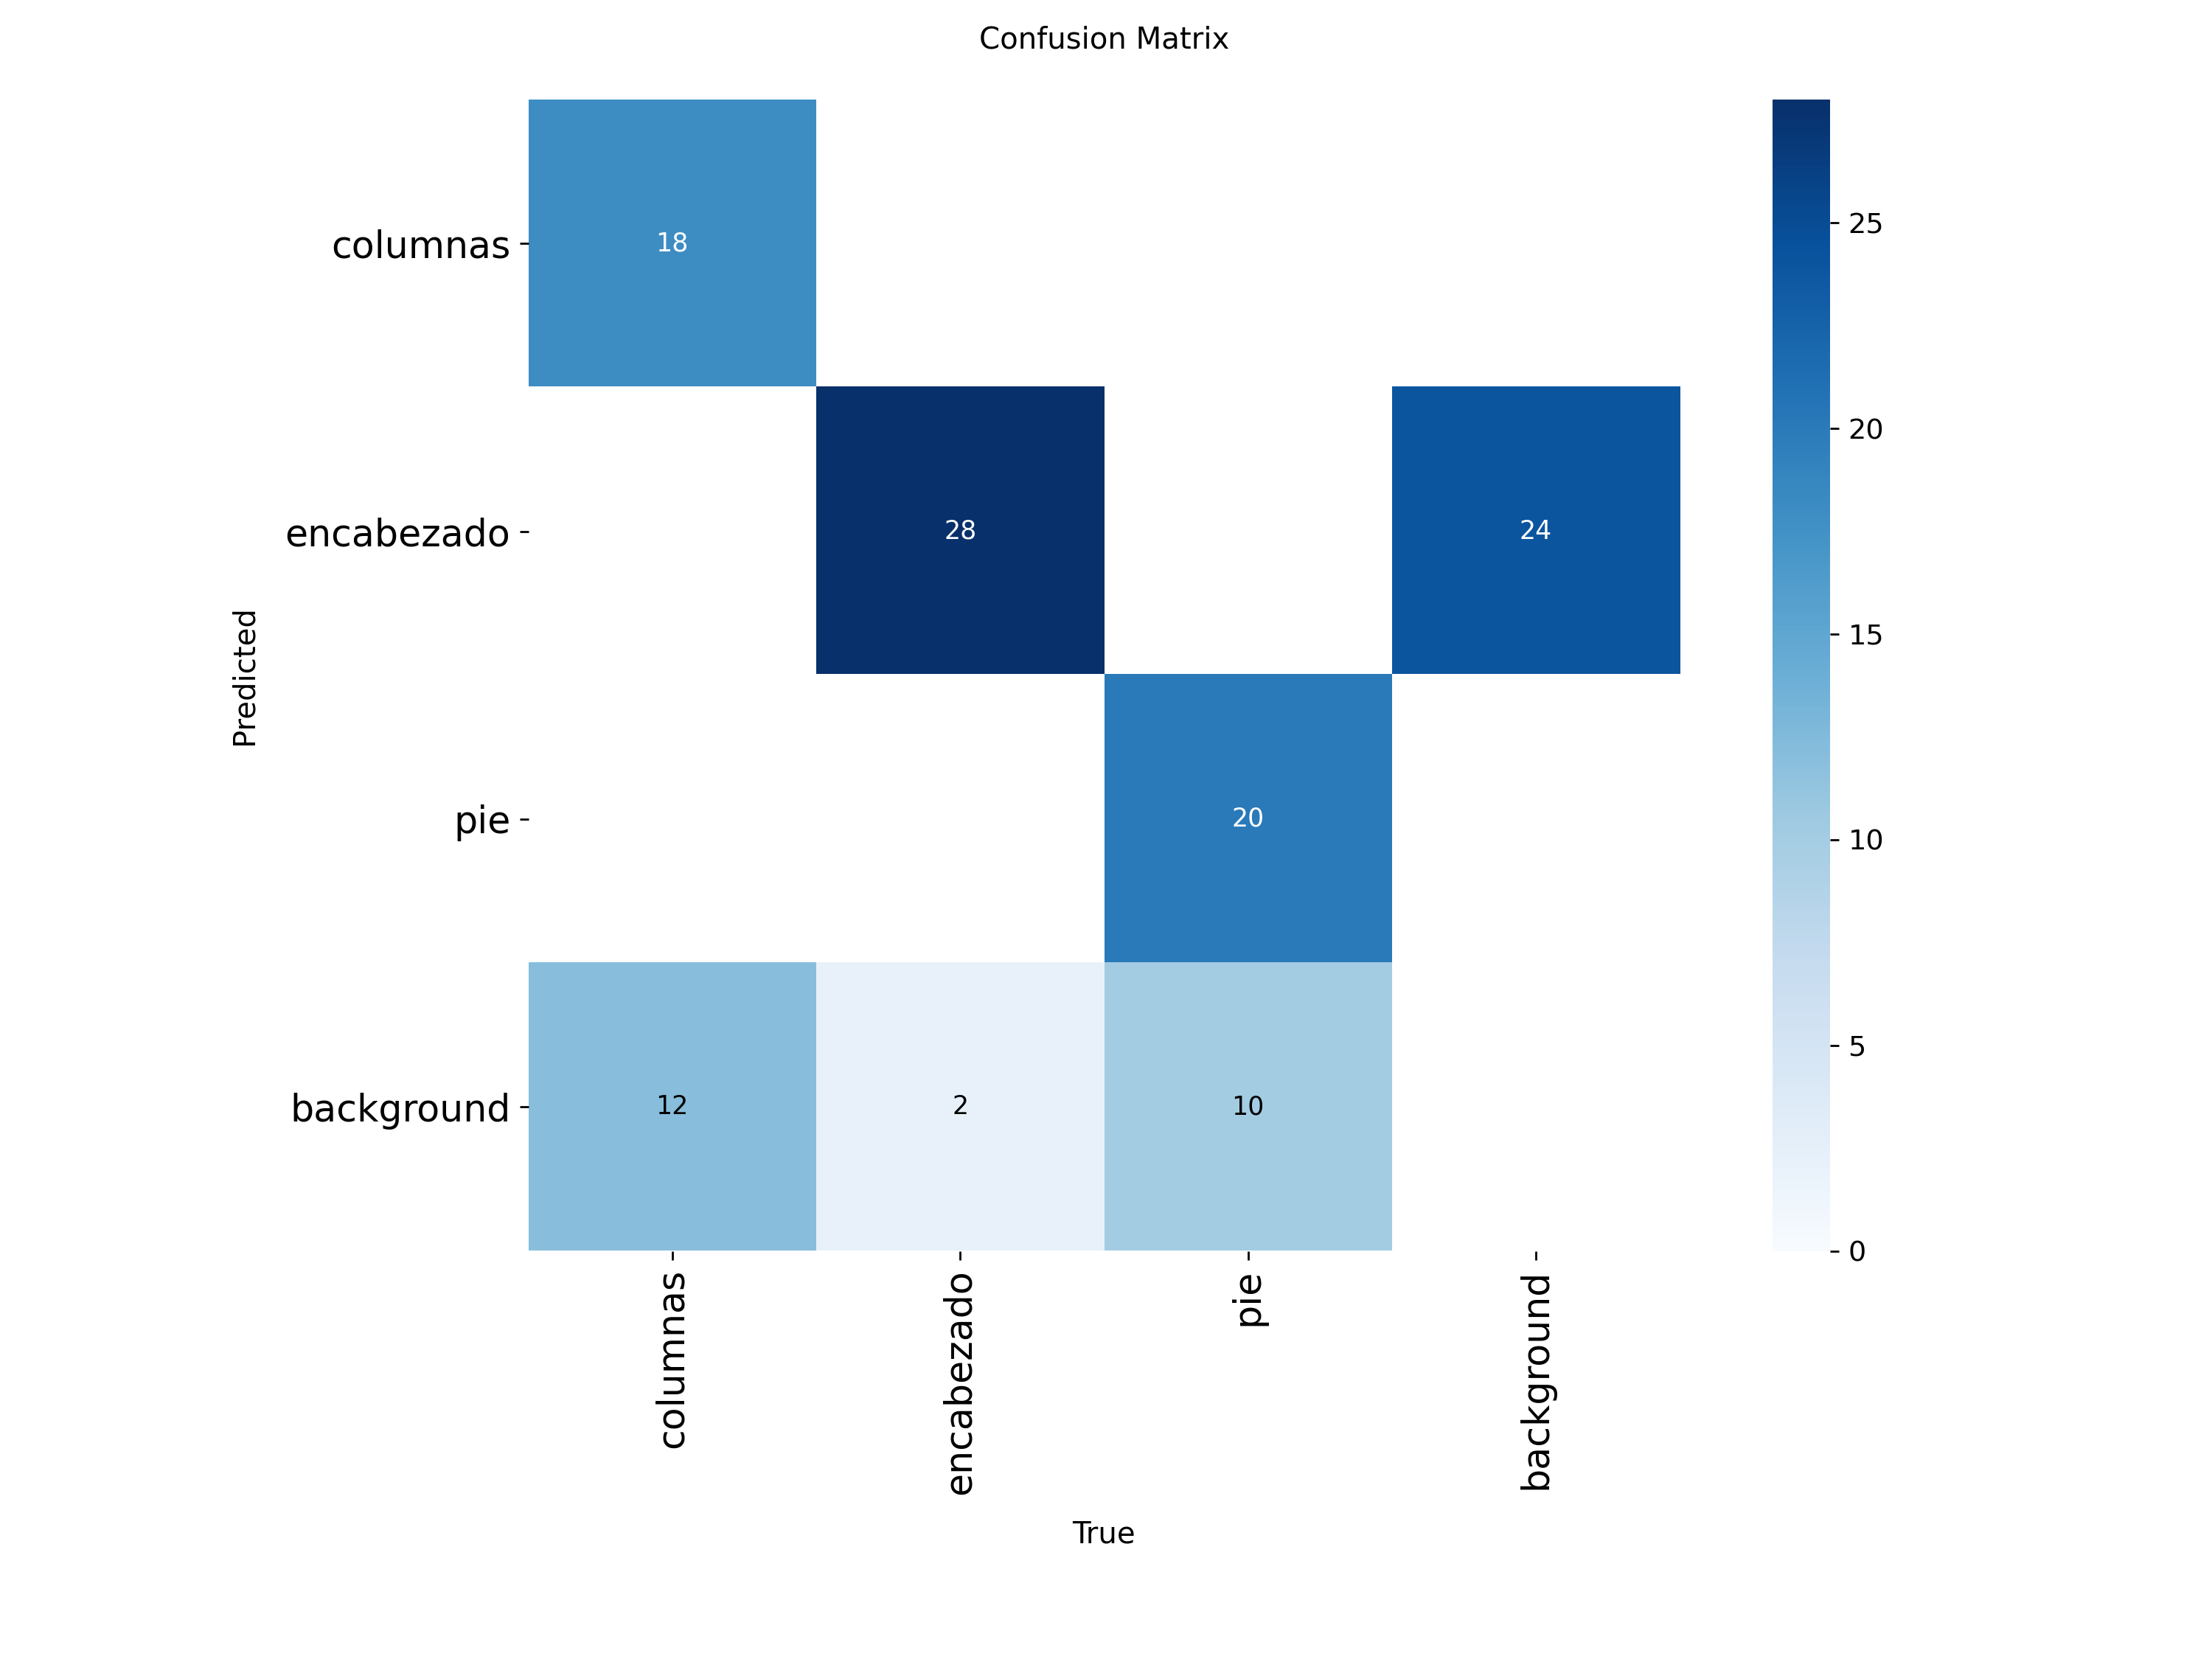 Confusion Matrix
columnas
encabezado
pie
background
Predicted
18
28
24
20
12
2
10
columnas
encabezado
pie
background
True
25
20
15
10
5
0